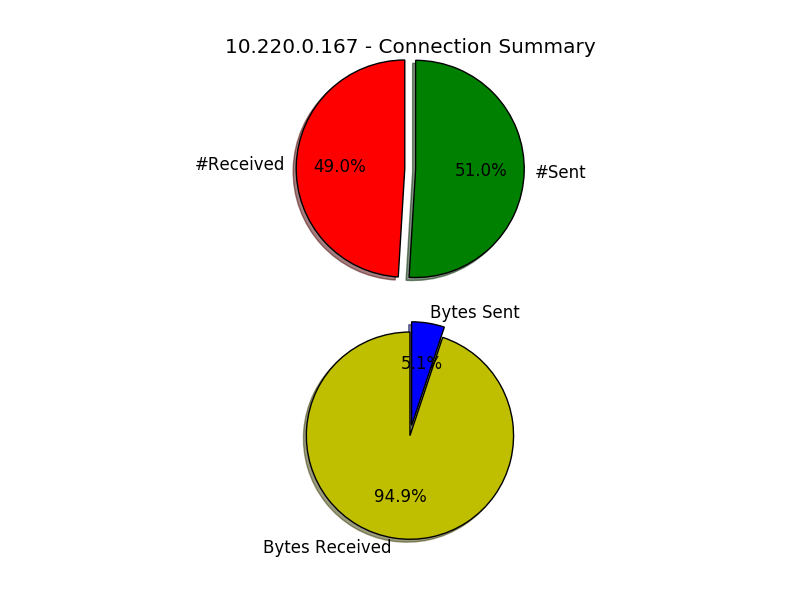 10.220.0.167 - Connection Summary
#Received
49.0%
51.0%
#Sent
Bytes Sent
5.1%
94.9%
Bytes Received